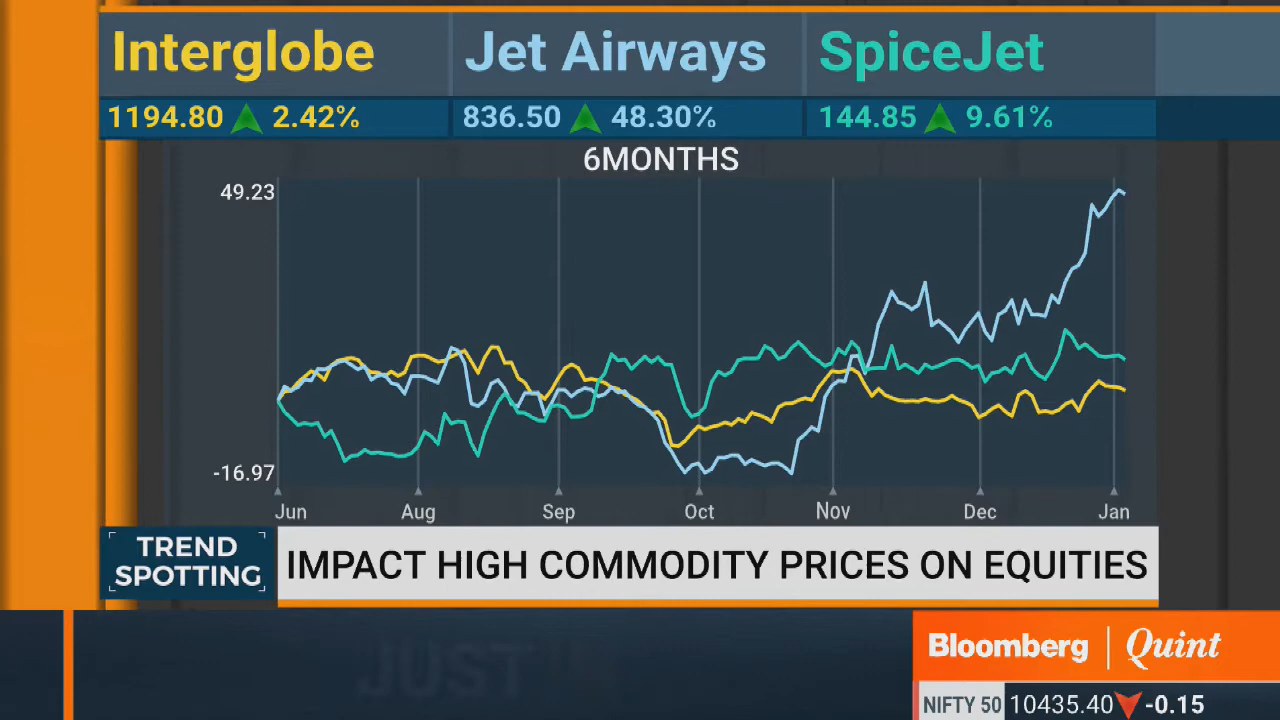 Interglobe Jet Airways SpiceJet
1194.80 ▲ 2.42% 836.50 ▲ 48.30% 144.85 ▲ 9.61%
6MONTHS
49.23
-16.97
Jun Aug Sep Oct Nov Dec Jan
TREND
SPOTTING
IMPACT HIGH COMMODITY PRICES ON EQUITIES
JUST
Bloomberg | Quint
NIFTY 50 10435.40 ▼ -0.15